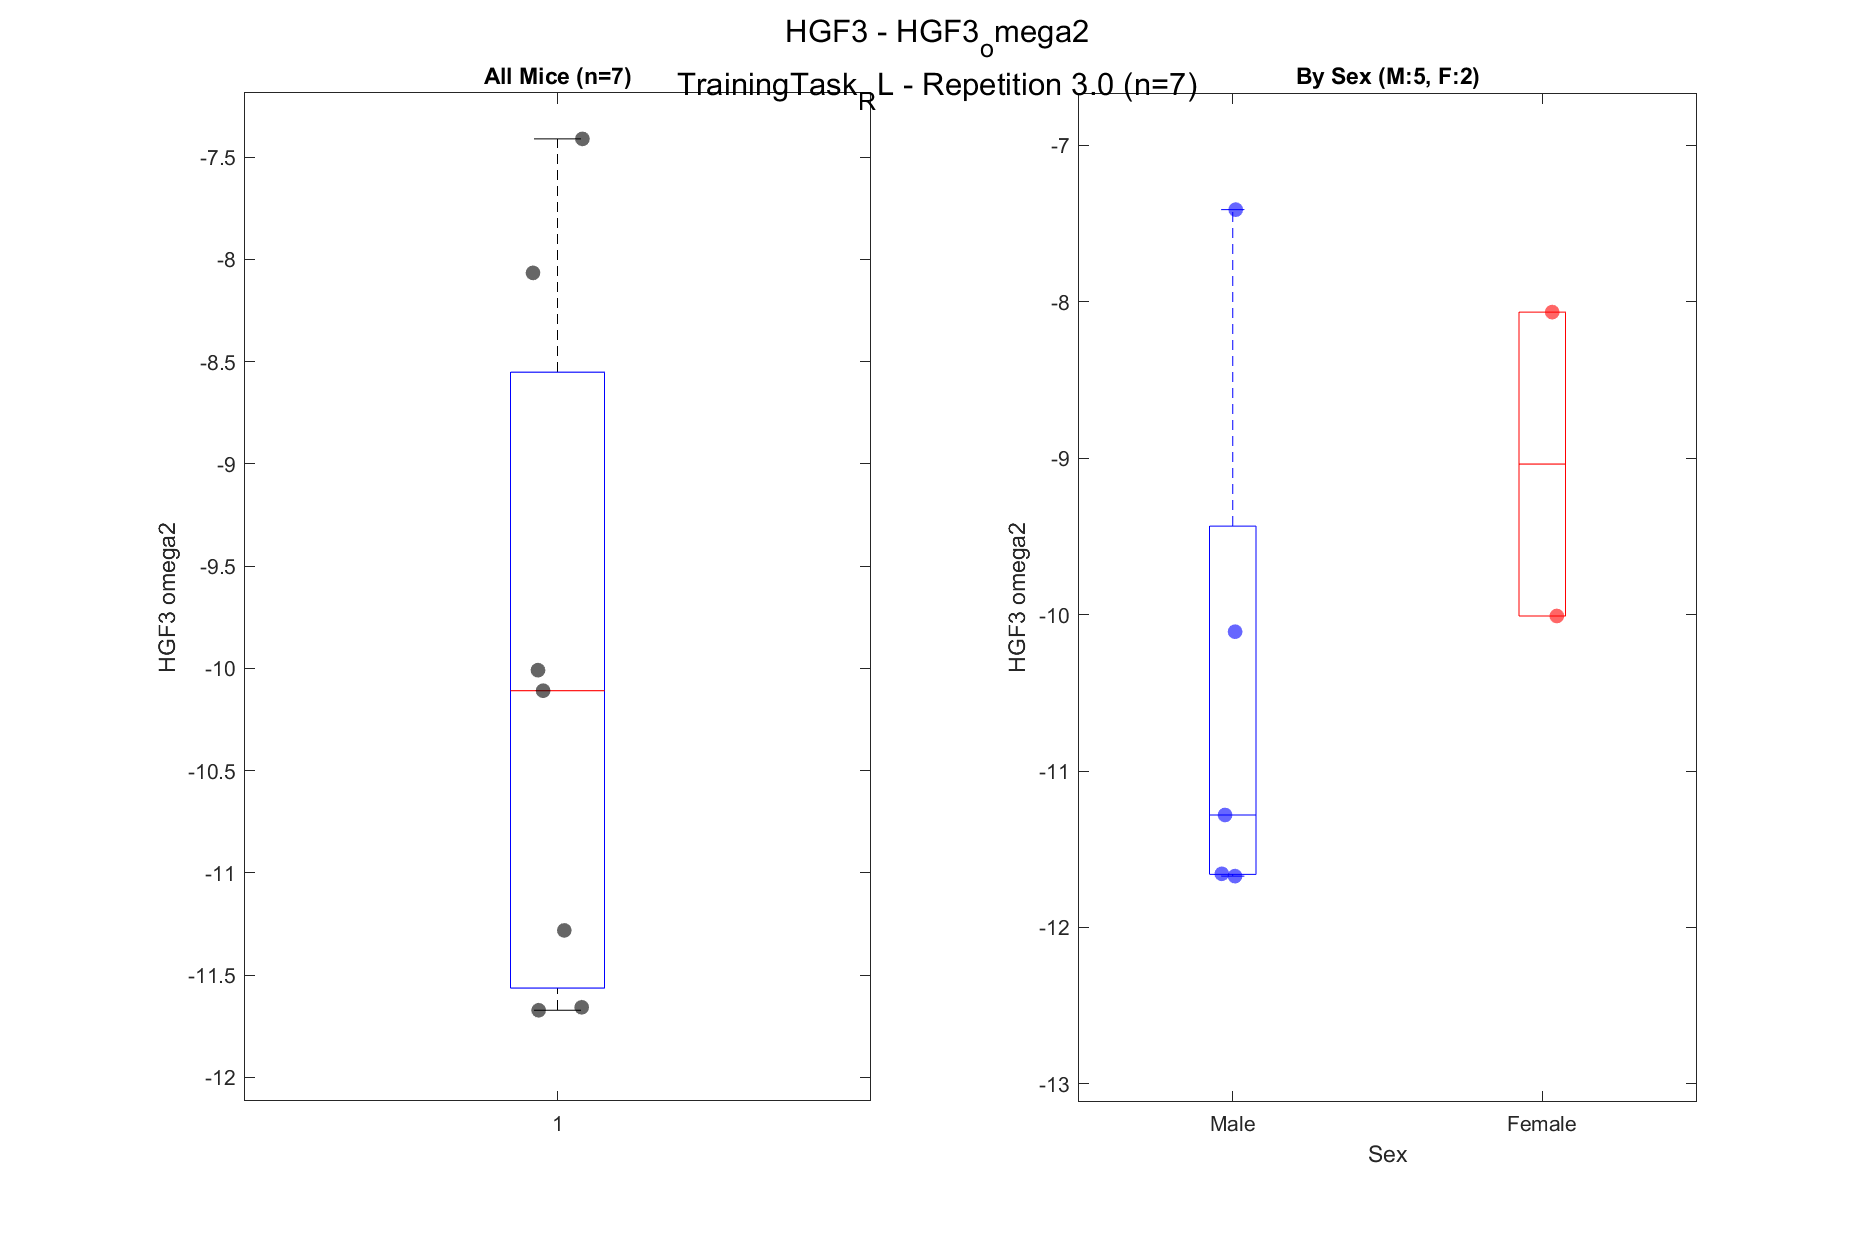 HGF3 - HGF3omega2
TrainingTaskRL - Repetition 3.0 (n=7)
All Mice (n=7)
-7.5
-8
-8.5
-9
-9.5
-10
-10.5
-11
-11.5
-12
HGF3 omega2
1
By Sex (M:5, F:2)
-7
-8
-9
-10
-11
-12
-13
HGF3 omega2
Male Female
Sex